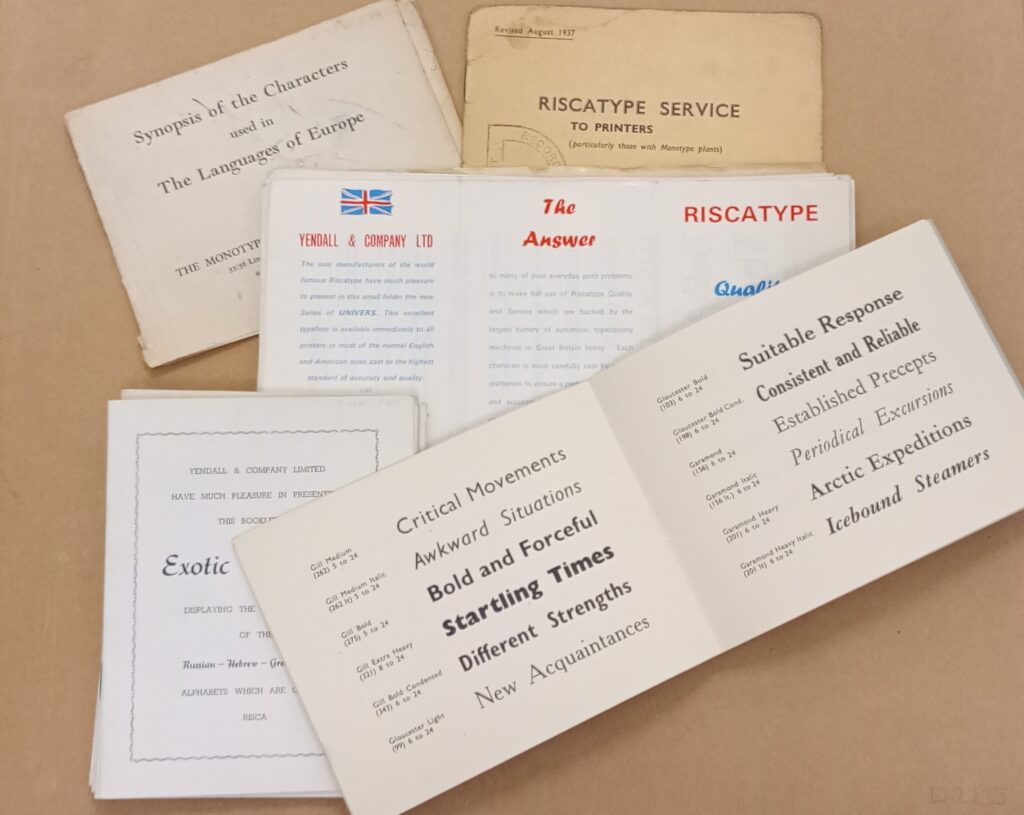 Synopsis of the Characters
used in
The Languages of Europe
THE MONOTYPE
55/56 Lin
Revised August 1937
RISCATYPE SERVICE
TO PRINTERS
(particularly those with Monotype plants)
RECOR
YENDALL & COMPANY LTD
The sole manufacturers of the world
famous Riscatype have much pleasure
to present in this small folder the new
Series of UNIVERS. This excellent
typeface is available immediately to all
printers in most of the normal English
and American sizes cast to the highest
standard of accuracy and quality.
The
Answer
to many of your everyday print problems
is to make full use of Riscatype Quality
and Service which are backed by the
largest battery of automatic typecasting
machines in Great Britain today. Each
character is most carefully cast by
craftsmen to ensure a
and accurate
RISCATYPE
Quality
YENDALL & COMPANY LIMITED
HAVE MUCH PLEASURE IN PRESENT
THIS BOOKLE
Exotic
DISPLAYING THE
OF THE
Russian – Hebrew – Gre
ALPHABETS WHICH ARE
RISCA
Gill Medium
(262) 5 to 24
Critical Movements
Gill Medium Italic
(262 It) 5 to 24
Awkward Situations
Gill Bold
(275) 5 to 24
Bold and Forceful
Gill Extra Heavy
(321) 8 to 24
Startling Times
Gill Bold Condensed
(343) 6 to 24
Different Strengths
Gloucester Light
(99) 6 to 24
New Acquaintances
Gloucester Bold
(103) 6 to 24
Suitable Response
Gloucester Bold Cond.
(198) 6 to 24
Consistent and Reliable
Garamond
(156) 6 to 24
Established Precepts
Garamond Italic
(156 It.) 6 to 24
Periodical Excursions
Garamond Heavy
(201) 6 to 24
Arctic Expeditions
Garamond Heavy Italic
(201 It) 6 to 24
Icebound Steamers